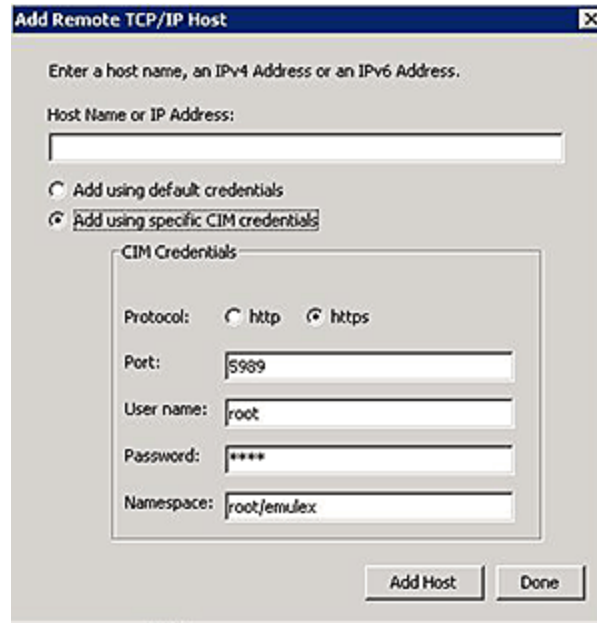 Add Remote TCP/IP Host
Enter a host name, an IPv4 Address or an IPv6 Address.
Host Name or IP Address:
Add using default credentials
Add using specific CIM credentials
CIM Credentials
Protocol: http https
Port: 5989
User name: root
Password: ****
Namespace: root/emulex
Add Host Done